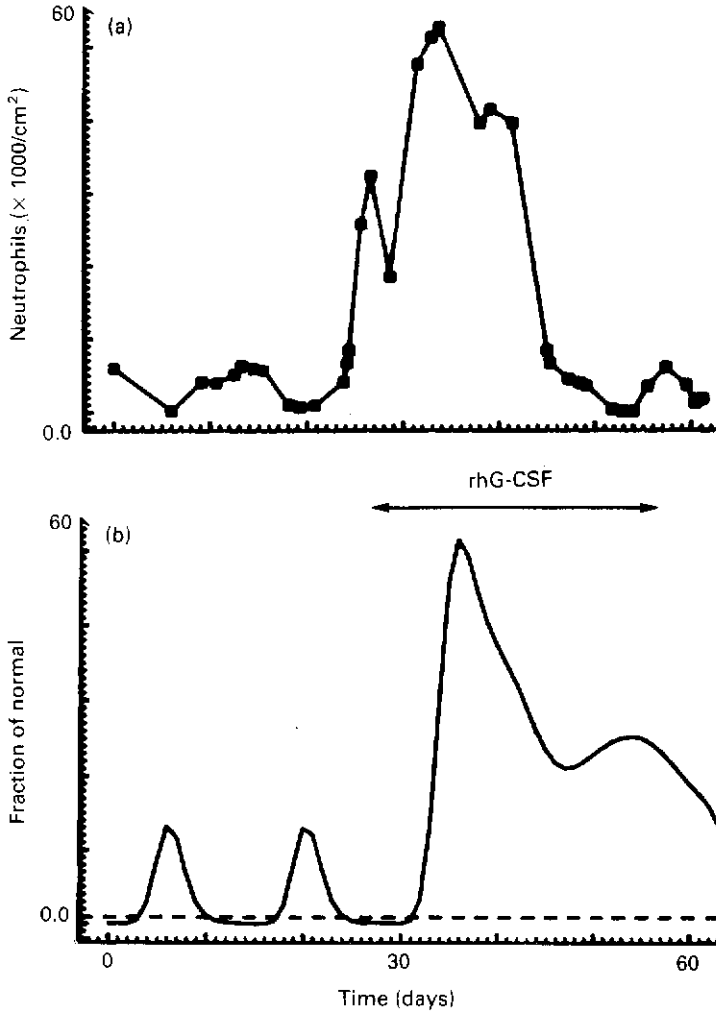 60
(a)
Neutrophils (× 1000/cm²)
0.0
rhG-CSF
60
(b)
Fraction of normal
0.0
0
30
60
Time (days)